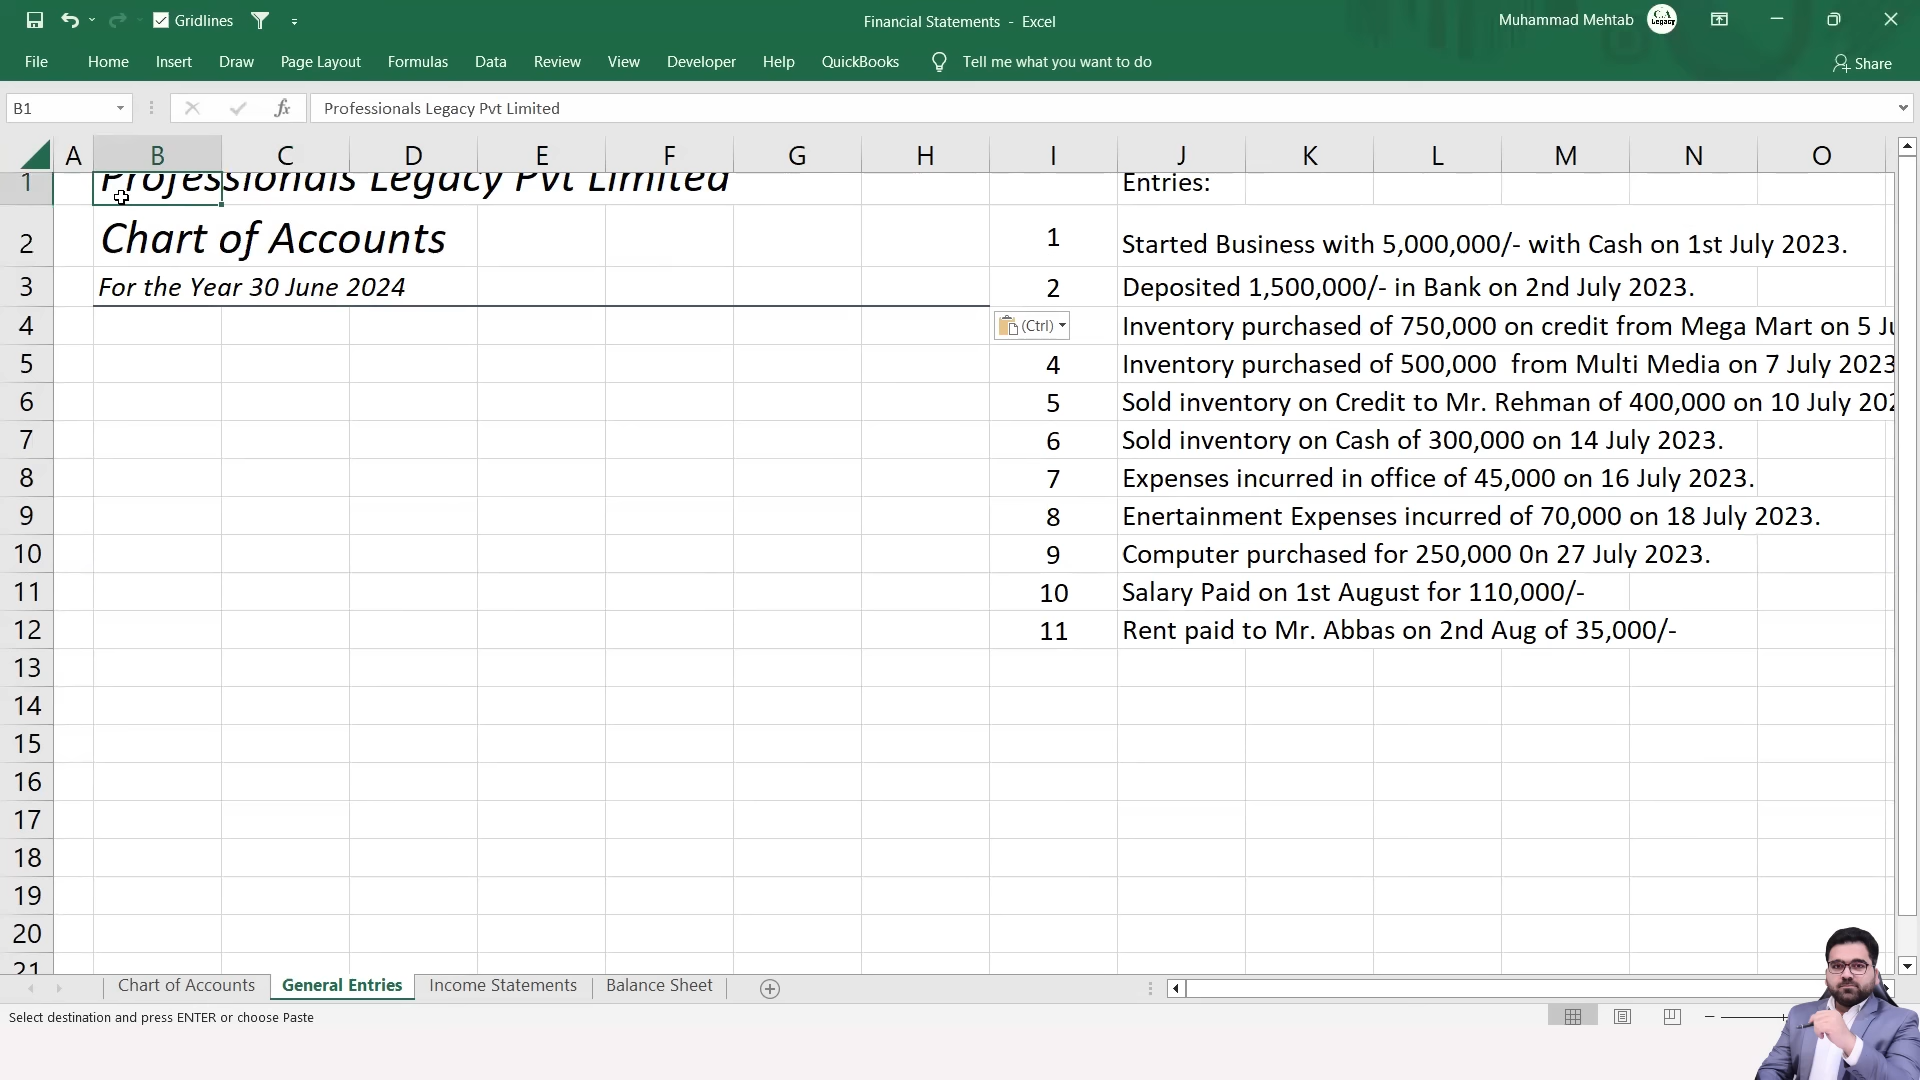 Gridlines
Financial Statements - Excel
Muhammad Mehtab
C.A
Legacy
File Home Insert Draw Page Layout Formulas Data Review View Developer Help QuickBooks Tell me what you want to do
Share
B1
fx
Professionals Legacy Pvt Limited
A B C D E F G H I J K L M N O
1 Professionals Legacy Pvt Limited Entries:
2 Chart of Accounts 1 Started Business with 5,000,000/- with Cash on 1st July 2023.
3 For the Year 30 June 2024 2 Deposited 1,500,000/- in Bank on 2nd July 2023.
4 (Ctrl) Inventory purchased of 750,000 on credit from Mega Mart on 5
5 4 Inventory purchased of 500,000 from Multi Media on 7 July 2023
6 5 Sold inventory on Credit to Mr. Rehman of 400,000 on 10 July
7 6 Sold inventory on Cash of 300,000 on 14 July 2023.
8 7 Expenses incurred in office of 45,000 on 16 July 2023.
9 8 Enertainment Expenses incurred of 70,000 on 18 July 2023.
10 9 Computer purchased for 250,000 0n 27 July 2023.
11 10 Salary Paid on 1st August for 110,000/-
12 11 Rent paid to Mr. Abbas on 2nd Aug of 35,000/-
13
14
15
16
17
18
19
20
21
Chart of Accounts General Entries Income Statements Balance Sheet
Select destination and press ENTER or choose Paste